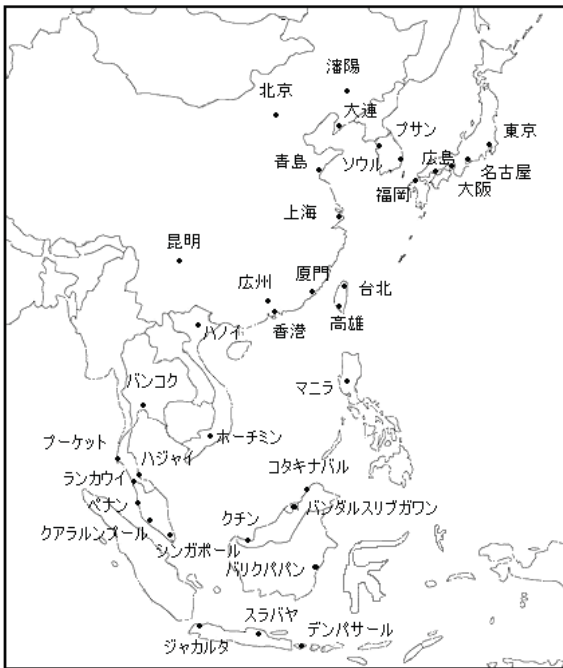 瀋陽
北京
大連
プサン
東京
青島
ソウル
広島
名古屋
福岡
大阪
上海
昆明
広州
厦門
台北
香港
高雄
ハノイ
バンコク
マニラ
ホーチミン
プーケット
ハジャイ
コタキナバル
ランカウイ
ペナン
クチン
バンダルスリブガワン
クアラルンプール
シンガポール
バリクパパン
スラバヤ
デンパサール
ジャカルタ